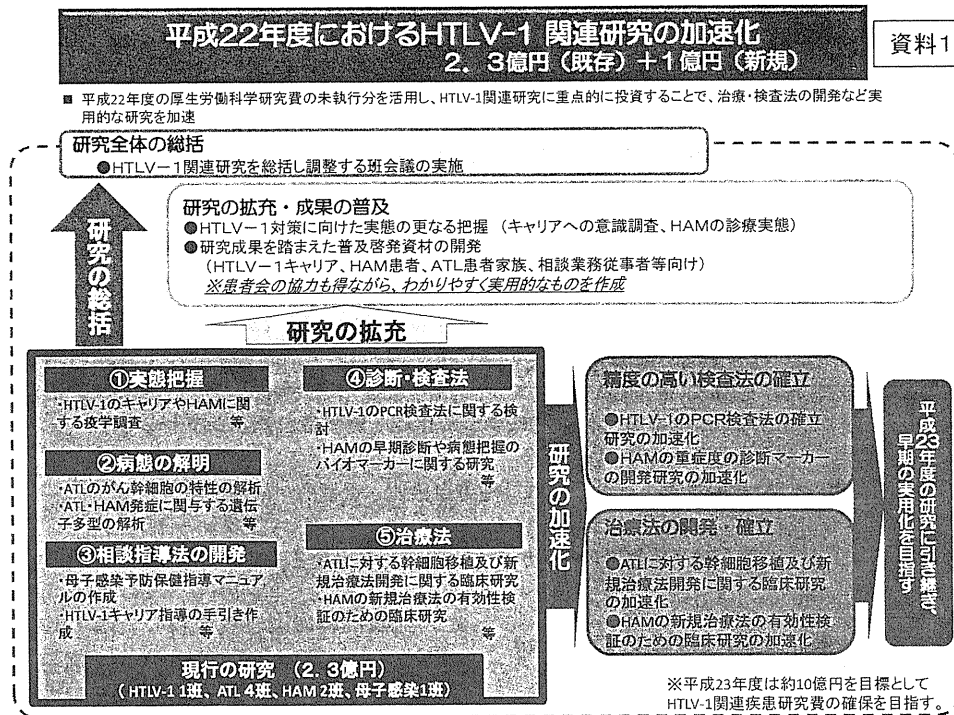 平成22年度におけるHTLV-1 関連研究の加速化
2.3億円(既存)+1億円(新規)
資料1
■ 平成22年度の厚生労働科学研究費の未執行分を活用し、HTLV-1関連研究に重点的に投資することで、治療・検査法の開発など実
用的な研究を加速
研究全体の総括
●HTLV-1関連研究を総括し調整する班会議の実施
研究の総括
研究の拡充・成果の普及
●HTLV-1対策に向けた実態の更なる把握 (キャリアへの意識調査、HAMの診療実態)
●研究成果を踏まえた普及啓発資材の開発
(HTLV-1キャリア、HAM患者、ATL患者家族、相談業務従事者等向け)
※患者会の協力も得ながら、わかりやすく実用的なものを作成
研究の拡充
①実態把握
・HTLV-1のキャリアやHAMに関
する疫学調査 等
②病態の解明
・ATLのがん幹細胞の特性の解析
・ATL・HAM発症に関与する遺伝
子多型の解析 等
③相談指導法の開発
・母子感染予防保健指導マニュア
ルの作成
・HTLV-1キャリア指導の手引き作
成 等
④診断・検査法
・HTLV-1のPCR検査法に関する検
討
・HAMの早期診断や病態把握の
バイオマーカーに関する研究
等
⑤治療法
・ATLに対する幹細胞移植及び新
規治療法開発に関する臨床研究
・HAMの新規治療法の有効性検
証のための臨床研究
等
現行の研究 (2.3億円)
(HTLV-1 1班、ATL 4班、HAM 2班、母子感染1班)
研究の加速化
精度の高い検査法の確立
●HTLV-1のPCR検査法の確立
研究の加速化
●HAMの重症度の診断マーカー
の開発研究の加速化
治療法の開発・確立
●ATLに対する幹細胞移植及び新
規治療法開発に関する臨床研究
の加速化
●HAMの新規治療法の有効性検
証のための臨床研究の加速化
平成23年度の研究に引き継ぎ、
早期の実用化を目指す
※平成23年度は約10億円を目標として
HTLV-1関連疾患研究費の確保を目指す。